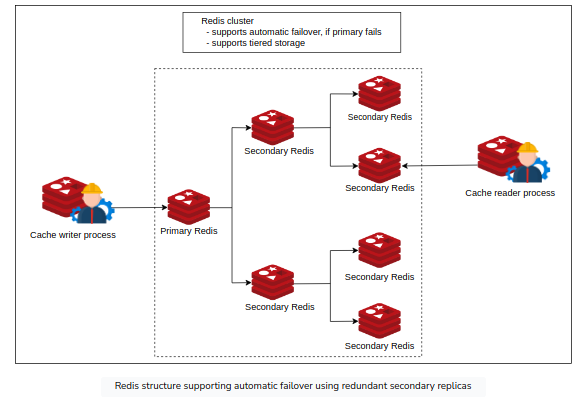 Redis cluster
- supports automatic failover, if primary fails
- supports tiered storage
Secondary Redis
Secondary Redis
Secondary Redis
Cache reader process
Cache writer process
Primary Redis
Secondary Redis
Secondary Redis
Secondary Redis
Redis structure supporting automatic failover using redundant secondary replicas